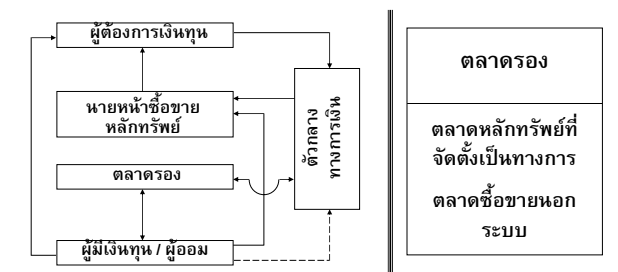 ผู้ต้องการเงินทุน
นายหน้าซื้อขาย
หลักทรัพย์
ตลาดรอง
ผู้มีเงินทุน / ผู้ออม
ตัวกลาง
ทางการเงิน
ตลาดรอง
ตลาดหลักทรัพย์ที่
จัดตั้งเป็นทางการ
ตลาดซื้อขายนอก
ระบบ